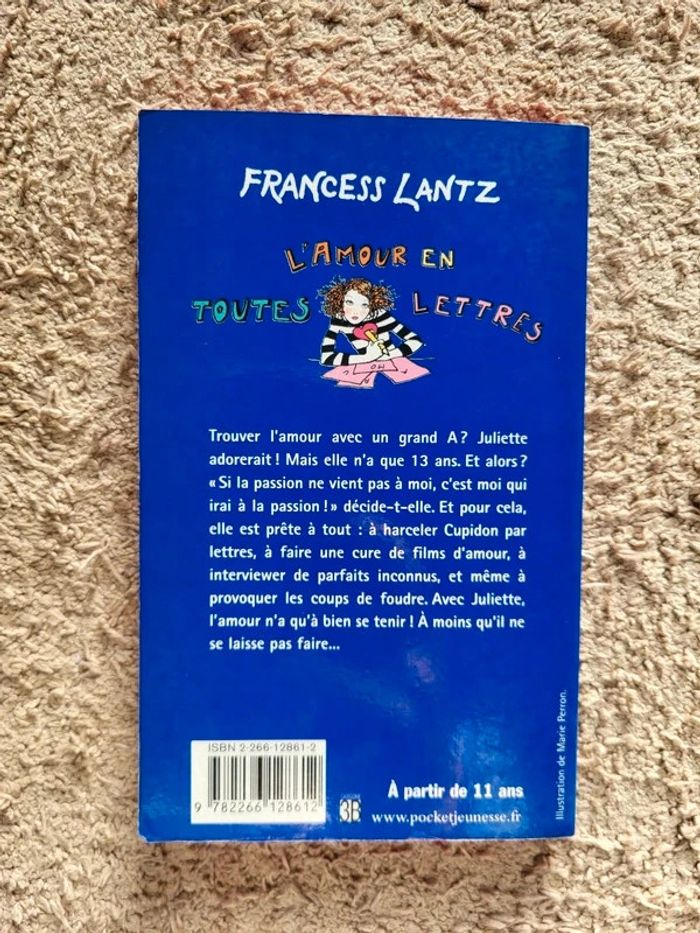 FRANCESS LANTZ
L'AMOUR EN
TOUTES LETTRES
Trouver l'amour avec un grand A ? Juliette
adorerait ! Mais elle n'a que 13 ans. Et alors ?
« Si la passion ne vient pas à moi, c'est moi qui
irai à la passion ! » décide-t-elle. Et pour cela,
elle est prête à tout : à harceler Cupidon par
lettres, à faire une cure de films d'amour, à
interviewer de parfaits inconnus, et même à
provoquer les coups de foudre. Avec Juliette,
l'amour n'a qu'à bien se tenir ! À moins qu'il ne
se laisse pas faire...
ISBN 2-266-12861-2
9 782266 128612
3B
À partir de 11 ans
www.pocketjeunesse.fr
Illustration de Marie Perron.